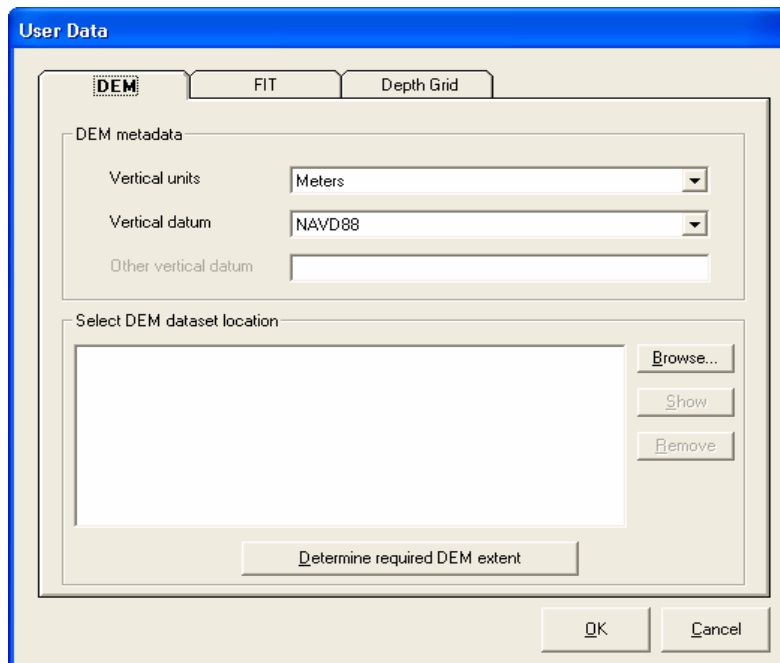 User Data
DEM FIT Depth Grid
DEM metadata
Vertical units Meters
Vertical datum NAVD88
Other vertical datum
Select DEM dataset location
Browse...
Show
Remove
Determine required DEM extent
OK Cancel